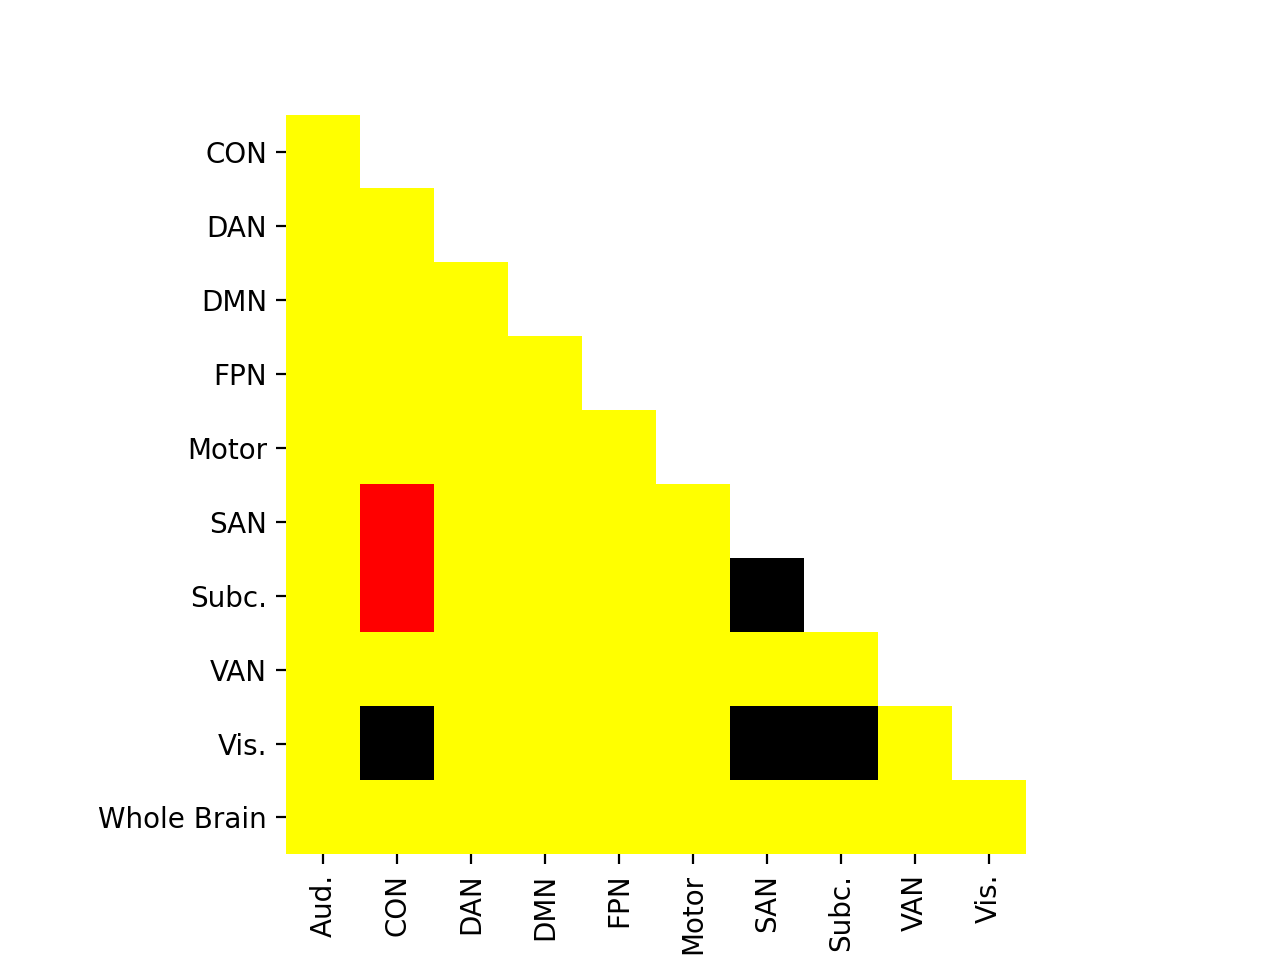 CON
DAN
DMN
FPN
Motor
SAN
Subc.
VAN
Vis.
Whole Brain
Aud.
CON
DAN
DMN
FPN
Motor
SAN
Subc.
VAN
Vis.